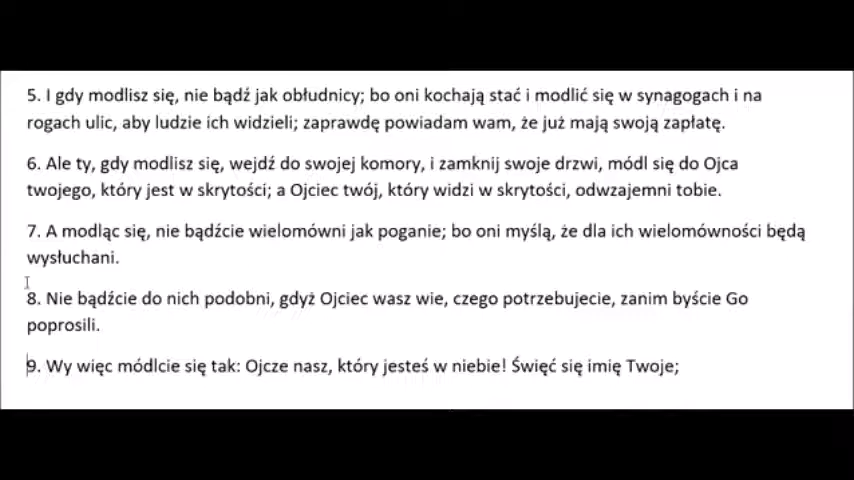 5. I gdy modlisz się, nie bądź jak obłudnicy; bo oni kochają stać i modlić się w synagogach i na
rogach ulic, aby ludzie ich widzieli; zaprawdę powiadam wam, że już mają swoją zapłatę.
6. Ale ty, gdy modlisz się, wejdź do swojej komory, i zamknij swoje drzwi, módl się do Ojca
twojego, który jest w skrytości; a Ojciec twój, który widzi w skrytości, odwzajemni tobie.
7. A modląc się, nie bądźcie wielomówni jak poganie; bo oni myślą, że dla ich wielomówności będą
wysłuchani.
8. Nie bądźcie do nich podobni, gdyż Ojciec wasz wie, czego potrzebujecie, zanim byście Go
poprosili.
9. Wy więc módlcie się tak: Ojcze nasz, który jesteś w niebie! Święć się imię Twoje;